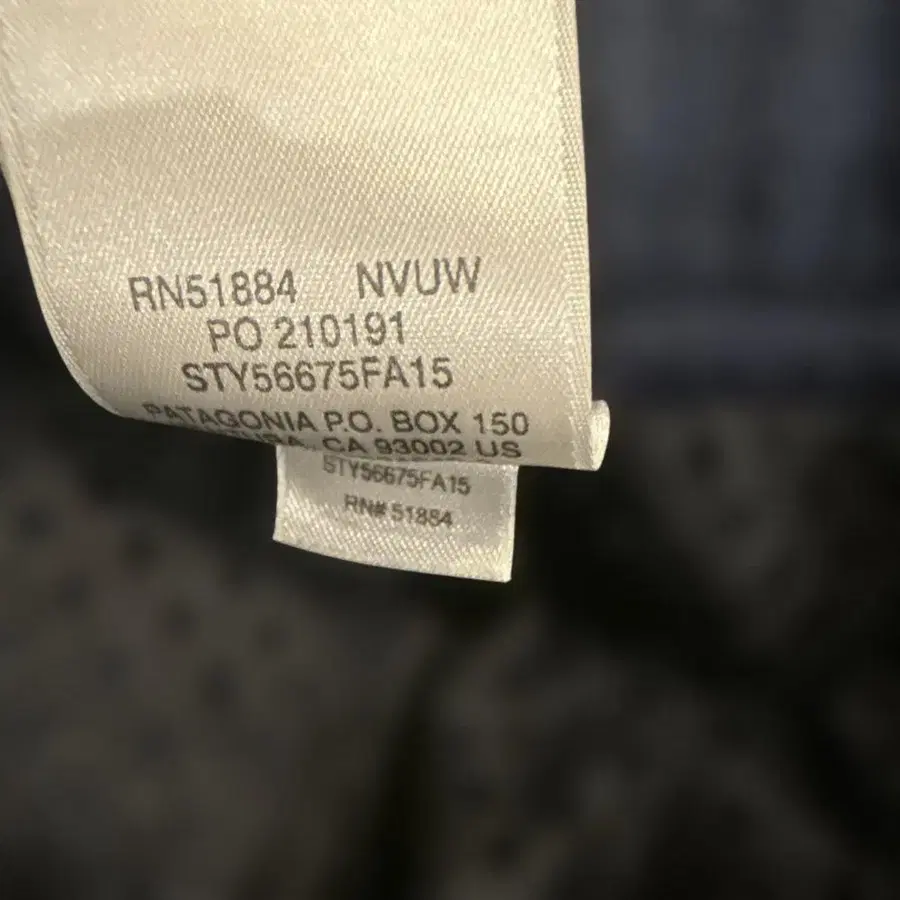 RN51884 NVUW
PO 210191
STY56675FA15
PATAGONIA P.O. BOX 150
CA 93002 US
STY56675FA15
RN# 51884